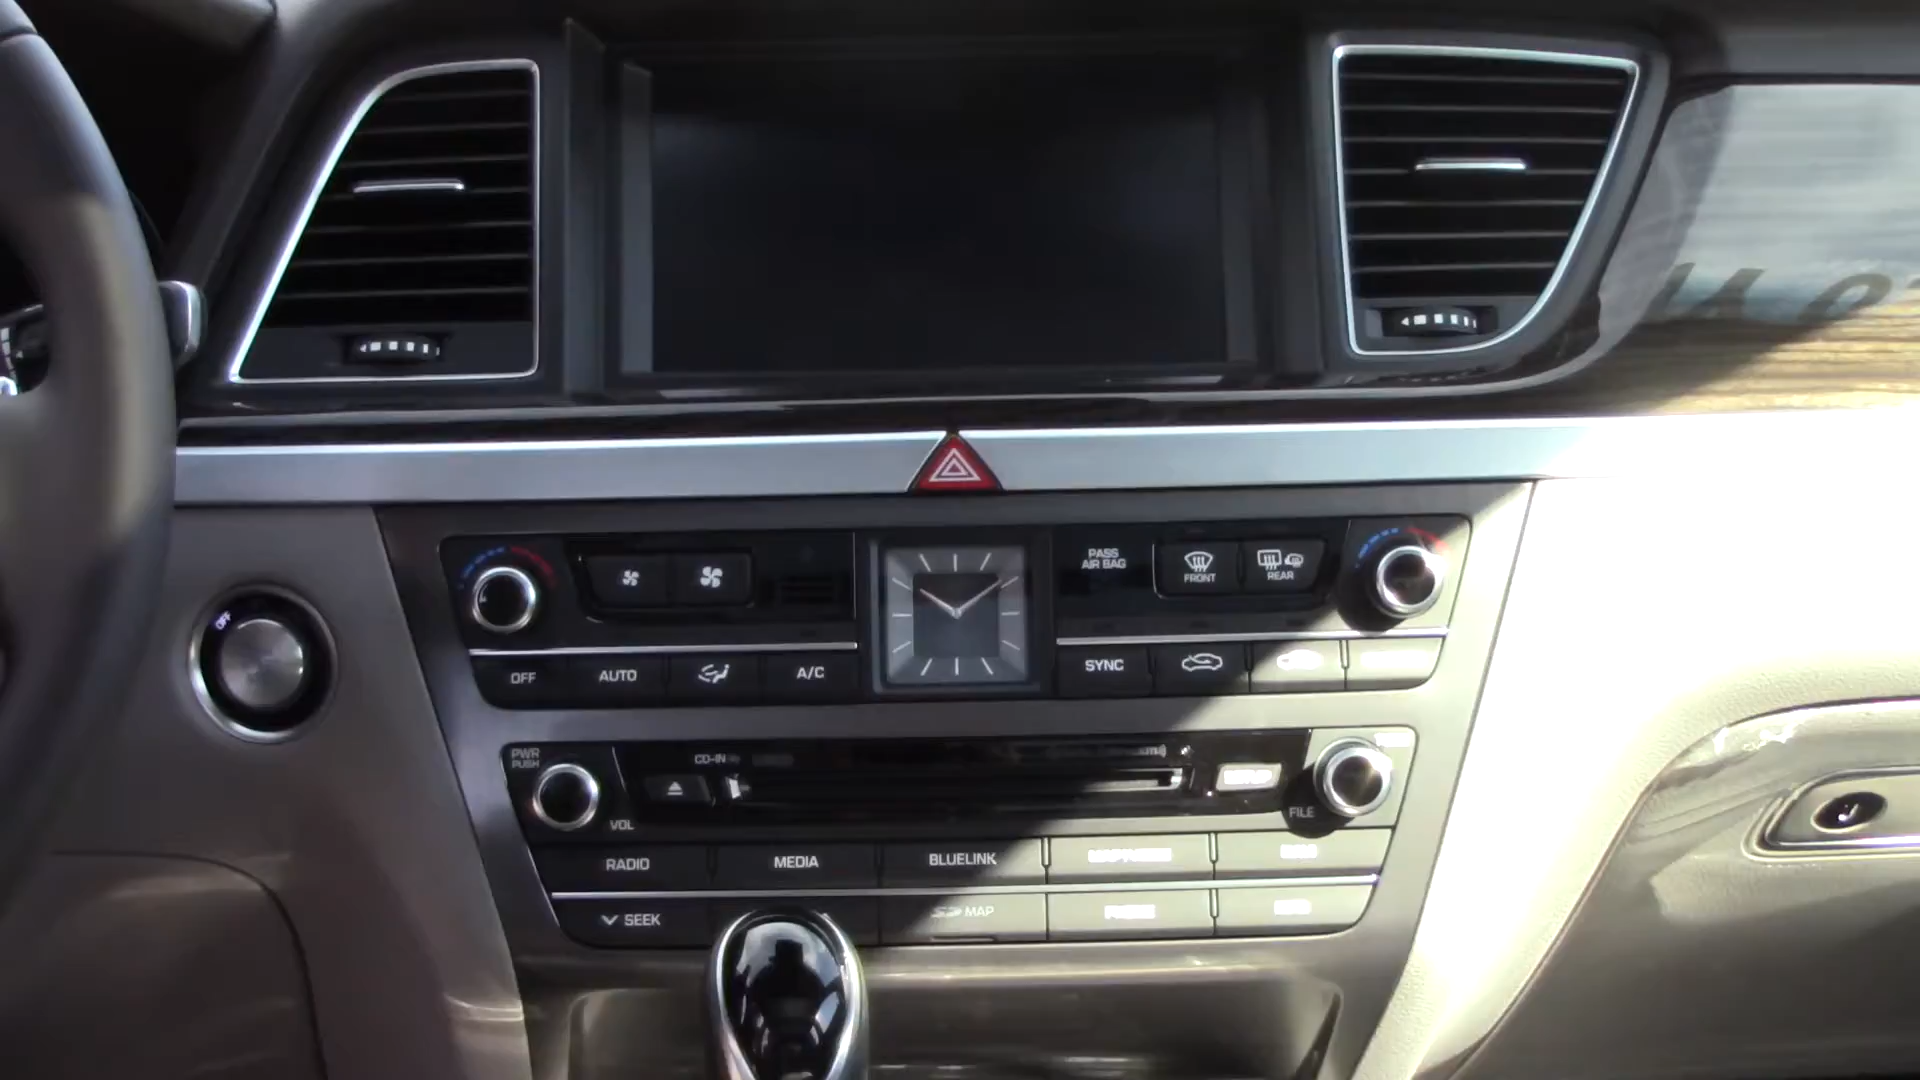 OFF
PASS
AIR BAG
FRONT
REAR
OFF
AUTO
A/C
SYNC
PWR
PUSH
CD-IN
VOL
FILE
RADIO
MEDIA
BLUELINK
SEEK
MAP